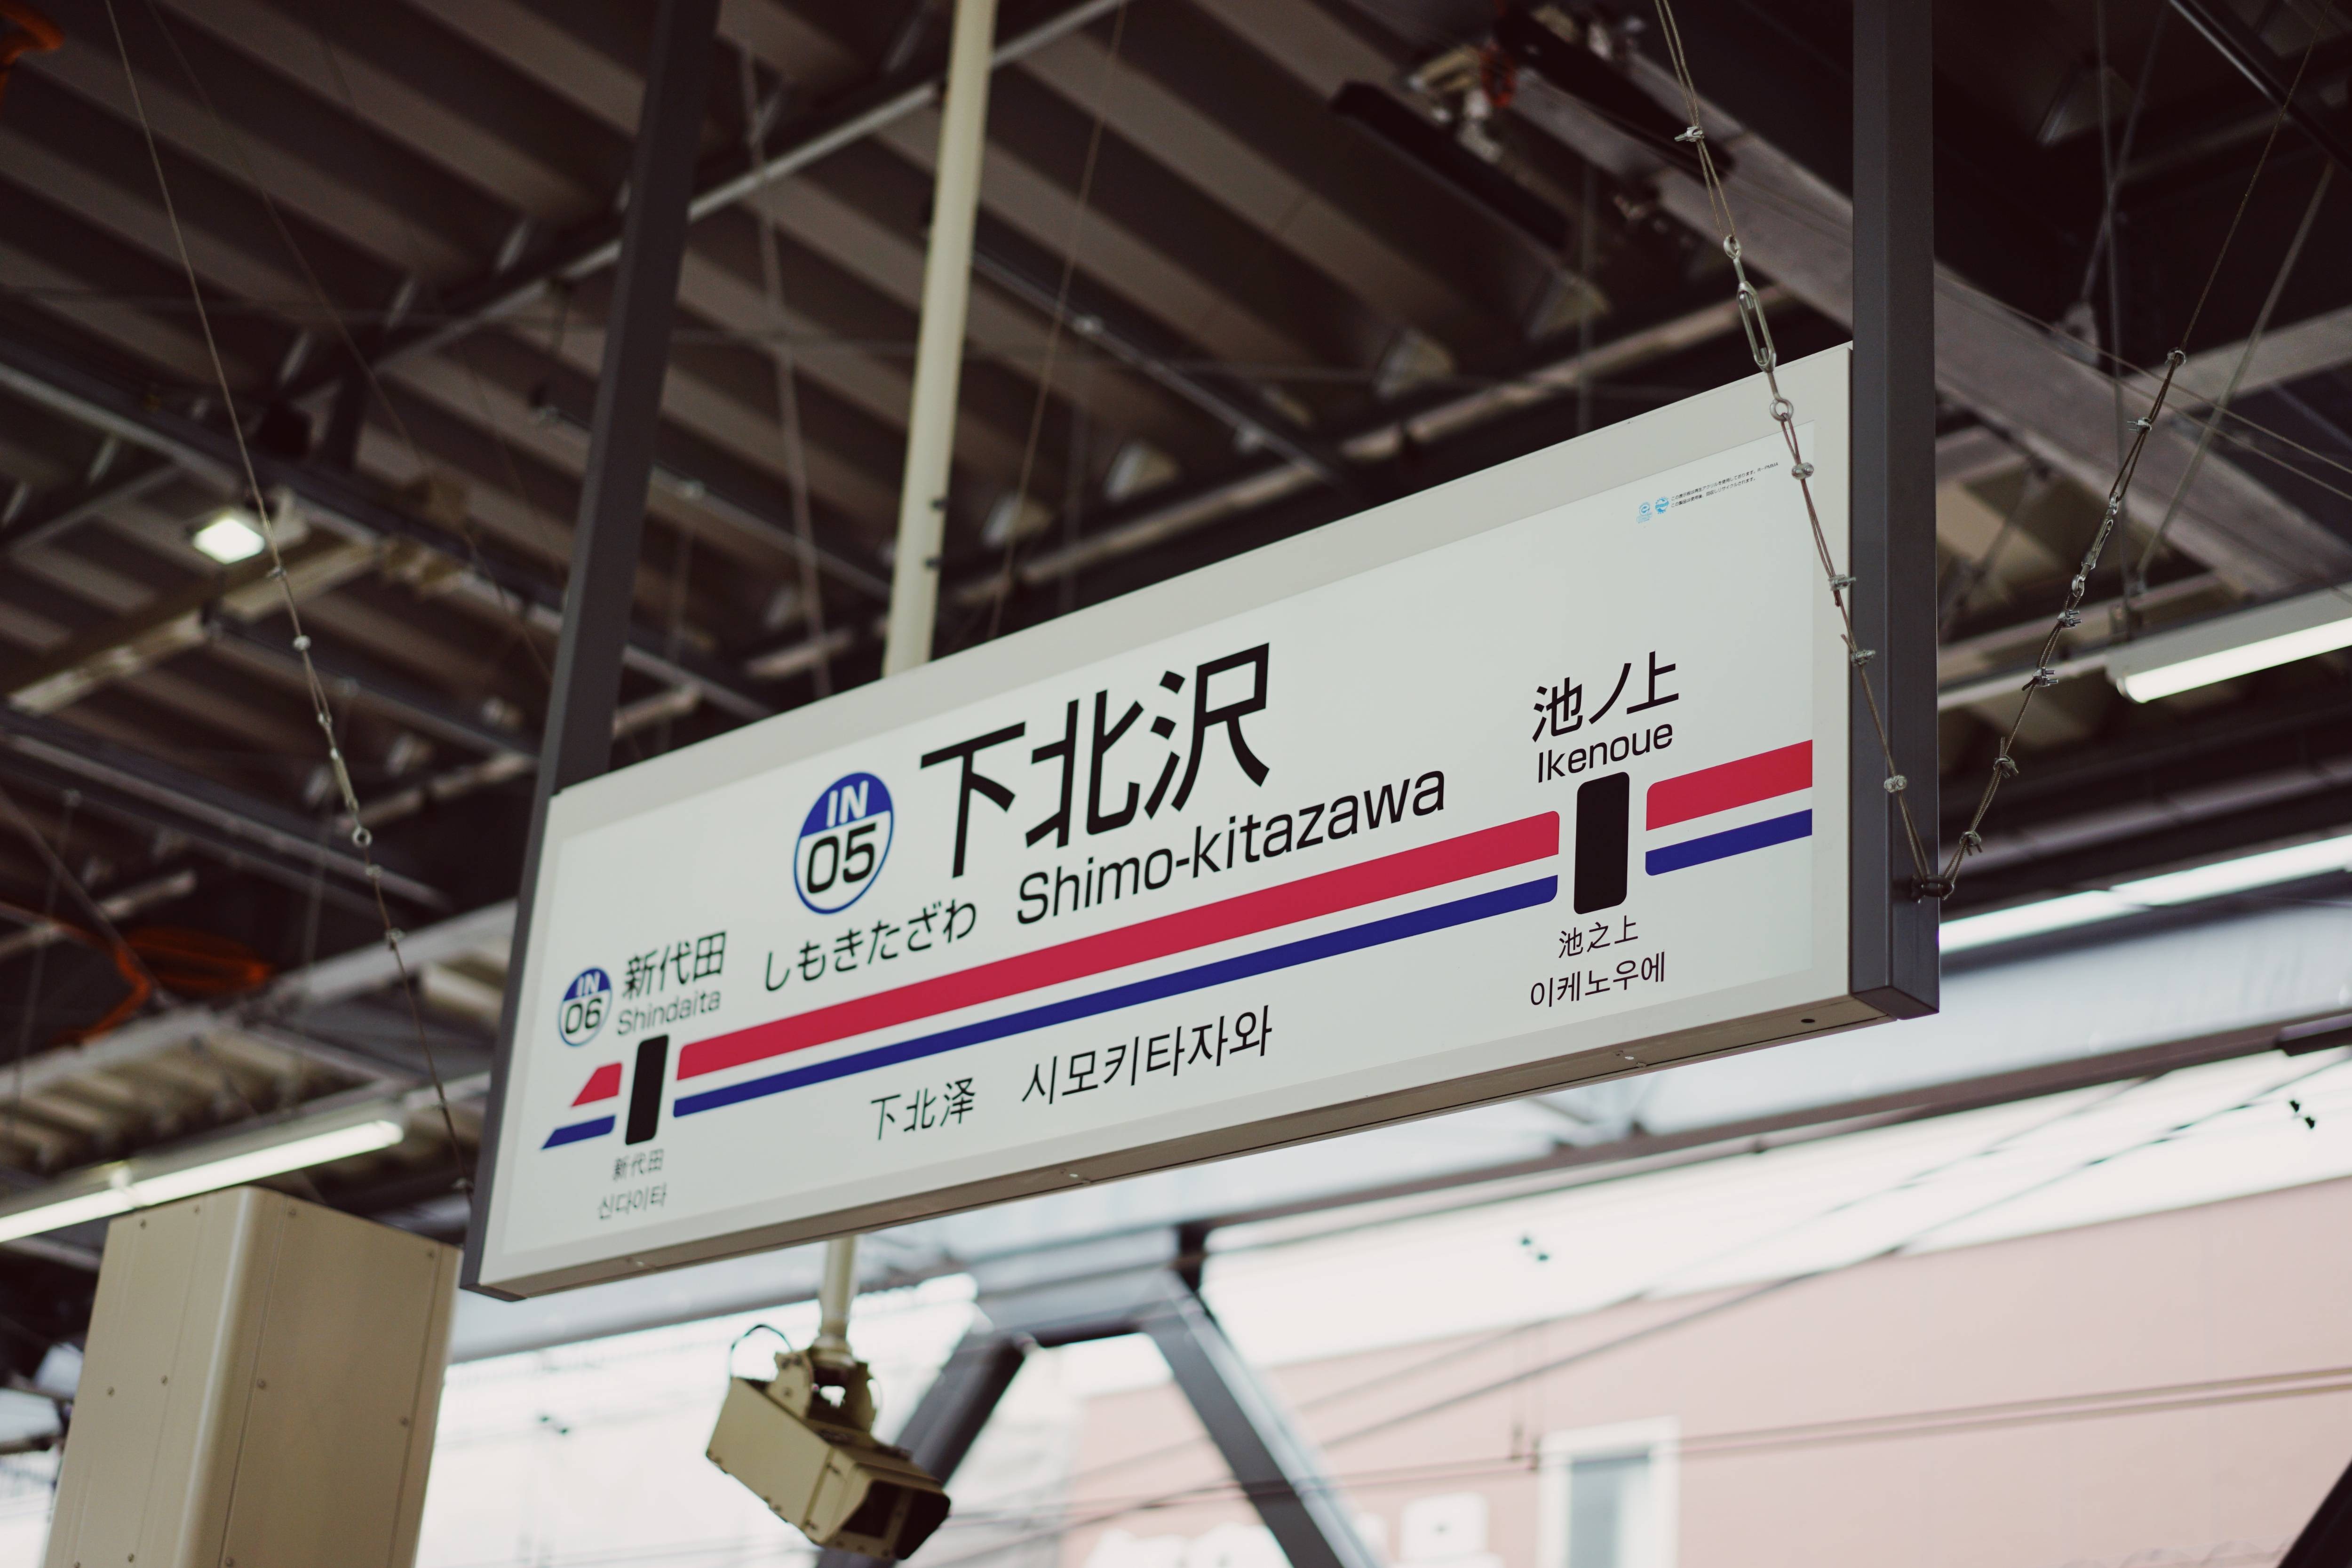 IN
05
下北沢
しもきたざわ Shimo-kitazawa
IN
06
新代田
Shindaita
池ノ上
Ikenoue
下北泽 시모키타자와
新代田
신다이타
池之上
이케노우에